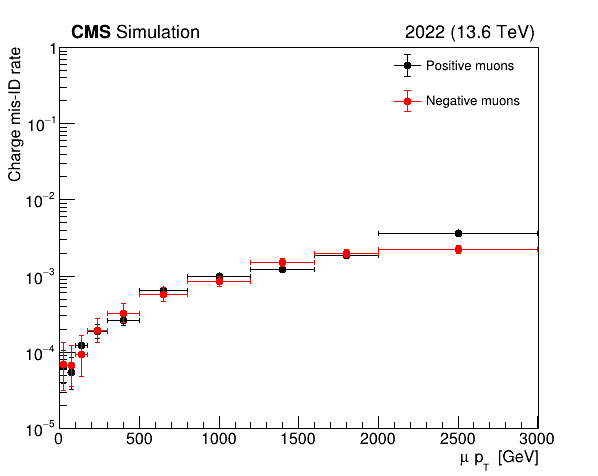 CMS Simulation 2022 (13.6 TeV)
Charge mis-ID rate
1
10⁻¹
10⁻²
10⁻³
10⁻⁴
10⁻⁵
Positive muons
Negative muons
0 500 1000 1500 2000 2500 3000
μ p_T [GeV]